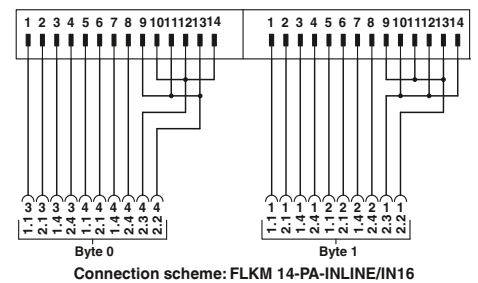 1 2 3 4 5 6 7 8 9 10 11 12 13 14
1 2 3 4 5 6 7 8 9 10 11 12 13 14
3 3 3 3 4 4 4 4 4 4
1.1 2.1 1.4 2.4 1.1 2.1 1.4 2.4 2.3 2.2
1 1 1 1 2 2 2 2 1 1
1.1 2.1 1.4 2.4 1.1 2.1 1.4 2.4 2.3 2.2
Byte 0
Byte 1
Connection scheme: FLKM 14-PA-INLINE/IN16